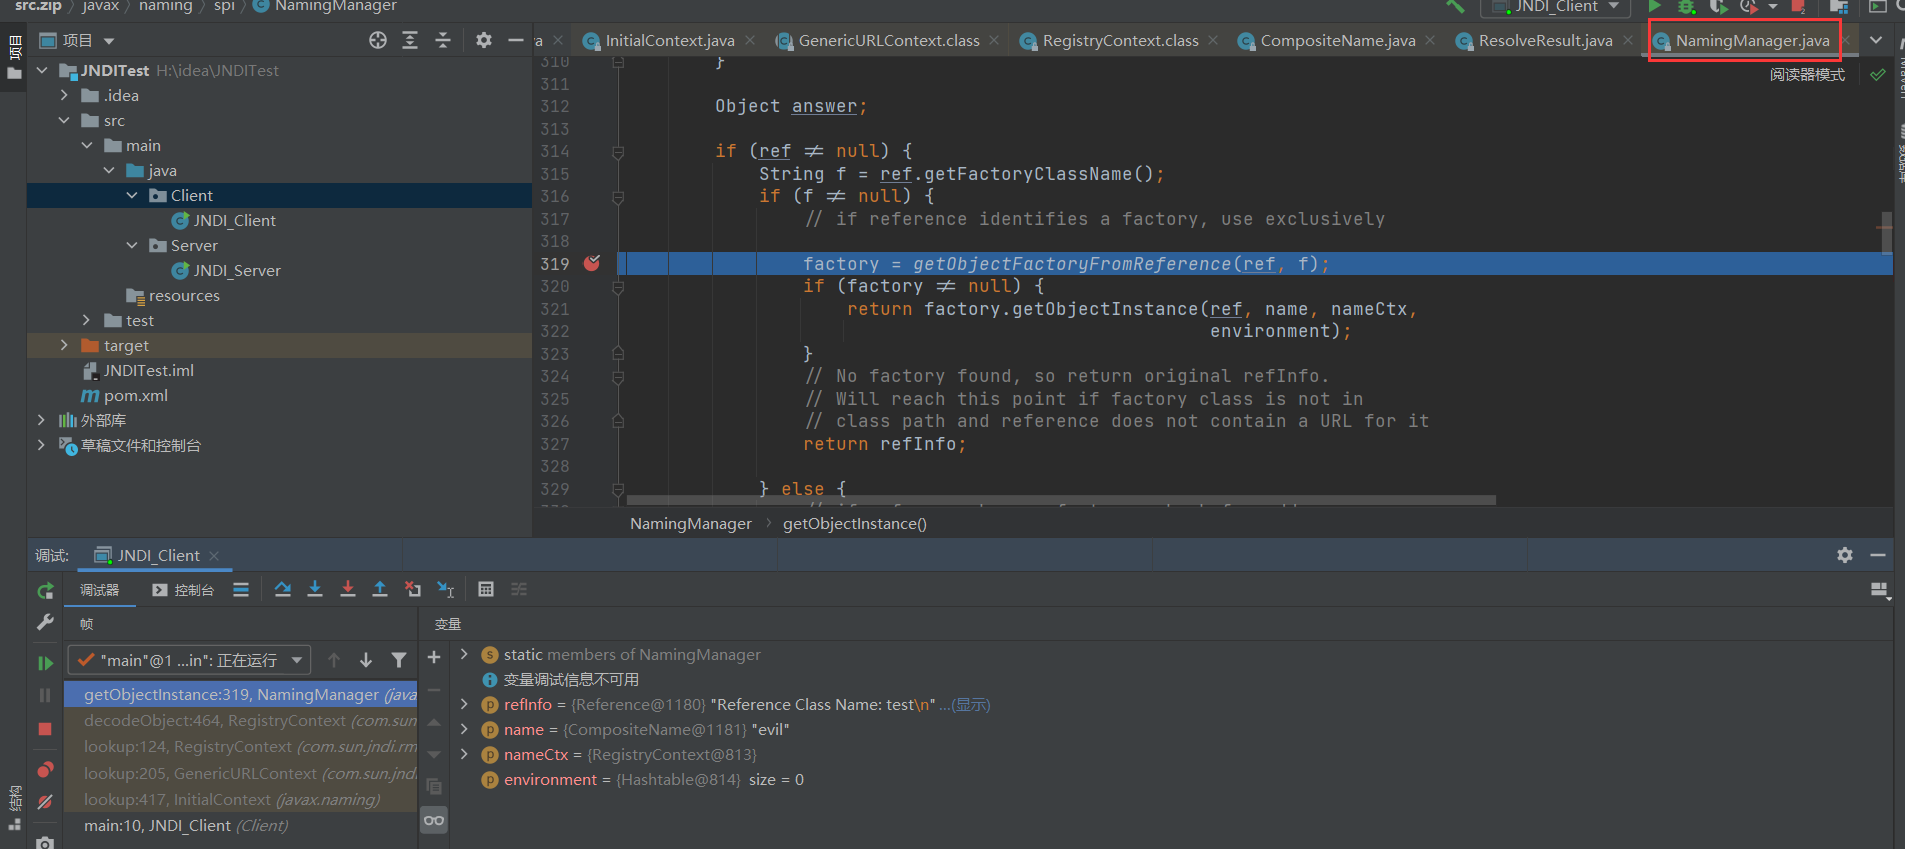 src.zip 〉 javax 〉 naming 〉 spi 〉 NamingManager
JNDI_Client
项目
项目
InitialContext.java
GenericURLContext.class
RegistryContext.class
CompositeName.java
ResolveResult.java
NamingManager.java
阅读器模式
JNDITest H:\idea\JNDITest
.idea
src
main
java
Client
JNDI_Client
Server
JNDI_Server
resources
test
target
JNDITest.iml
pom.xml
外部库
草稿文件和控制台
310 }
311
312 Object answer;
313
314 if (ref ≠ null) {
315 String f = ref.getFactoryClassName();
316 if (f ≠ null) {
317 // if reference identifies a factory, use exclusively
318
319 factory = getObjectFactoryFromReference(ref, f);
320 if (factory ≠ null) {
321 return factory.getObjectInstance(ref, name, nameCtx,
322 environment);
323 }
324 // No factory found, so return original refInfo.
325 // Will reach this point if factory class is not in
326 // class path and reference does not contain a URL for it
327 return refInfo;
328
329 } else {
NamingManager 〉 getObjectInstance()
调试: JNDI_Client
调试器 控制台
帧
变量
"main"@1 ...in": 正在运行
getObjectInstance:319, NamingManager (java
decodeObject:464, RegistryContext (com.sun
lookup:124, RegistryContext (com.sun.jndi.rm
lookup:205, GenericURLContext (com.sun.jndi
lookup:417, InitialContext (javax.naming)
main:10, JNDI_Client (Client)
static members of NamingManager
变量调试信息不可用
refInfo = {Reference@1180} "Reference Class Name: test\n" ...(显示)
name = {CompositeName@1181} "evil"
nameCtx = {RegistryContext@813}
environment = {Hashtable@814} size = 0
结构